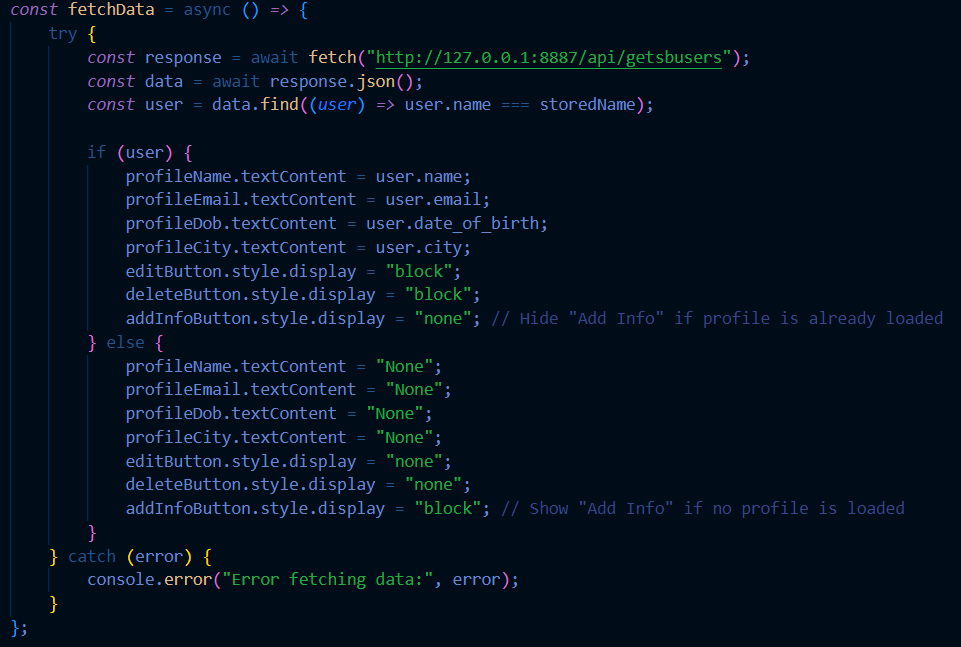 const fetchData = async () => {
    try {
        const response = await fetch("http://127.0.0.1:8887/api/getsbusers");
        const data = await response.json();
        const user = data.find((user) => user.name === storedName);

        if (user) {
            profileName.textContent = user.name;
            profileEmail.textContent = user.email;
            profileDob.textContent = user.date_of_birth;
            profileCity.textContent = user.city;
            editButton.style.display = "block";
            deleteButton.style.display = "block";
            addInfoButton.style.display = "none"; // Hide "Add Info" if profile is already loaded
        } else {
            profileName.textContent = "None";
            profileEmail.textContent = "None";
            profileDob.textContent = "None";
            profileCity.textContent = "None";
            editButton.style.display = "none";
            deleteButton.style.display = "none";
            addInfoButton.style.display = "block"; // Show "Add Info" if no profile is loaded
        }
    } catch (error) {
        console.error("Error fetching data:", error);
    }
};